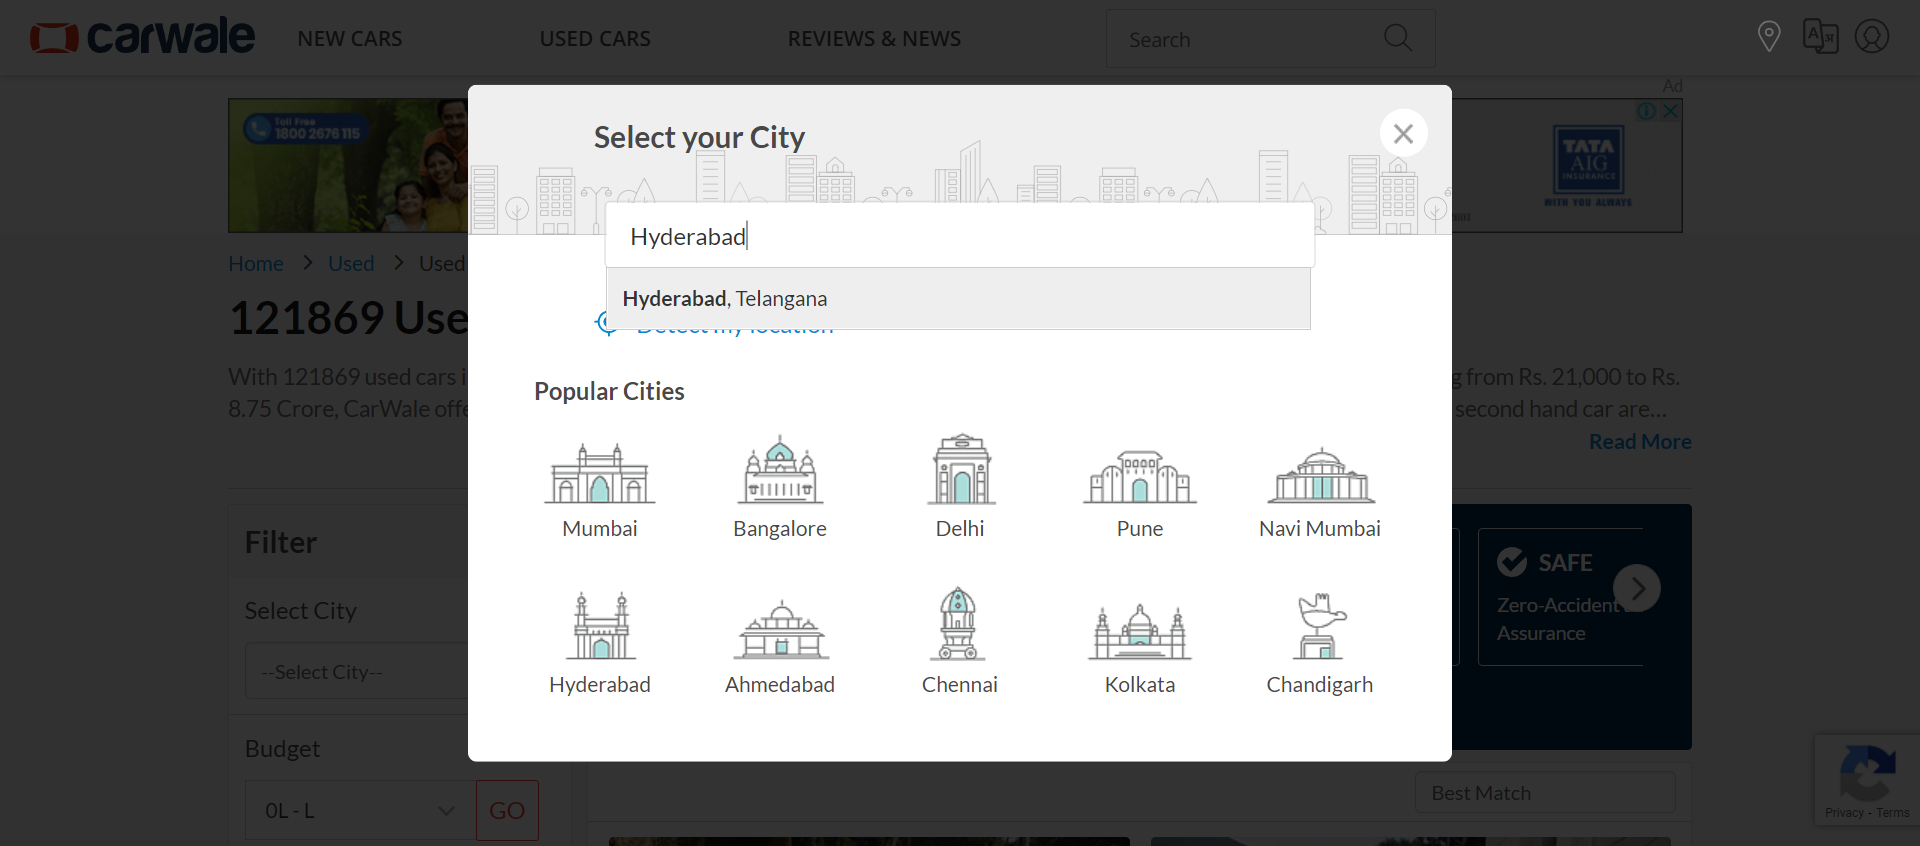 carwale NEW CARS USED CARS REVIEWS & NEWS Search
Ad
Toll Free
1800 2676 115
TATA
AIG
INSURANCE
WITH YOU ALWAYS
Select your City
Hyderabad
Hyderabad, Telangana
Detect my location
Home > Used > Used
121869 Use
With 121869 used cars i
g from Rs. 21,000 to Rs.
8.75 Crore, CarWale offe
second hand car are...
Read More
Popular Cities
Mumbai Bangalore Delhi Pune Navi Mumbai
Hyderabad Ahmedabad Chennai Kolkata Chandigarh
Filter
Select City
--Select City--
Budget
0L - L
GO
SAFE
Zero-Accident
Assurance
Best Match
Privacy - Terms